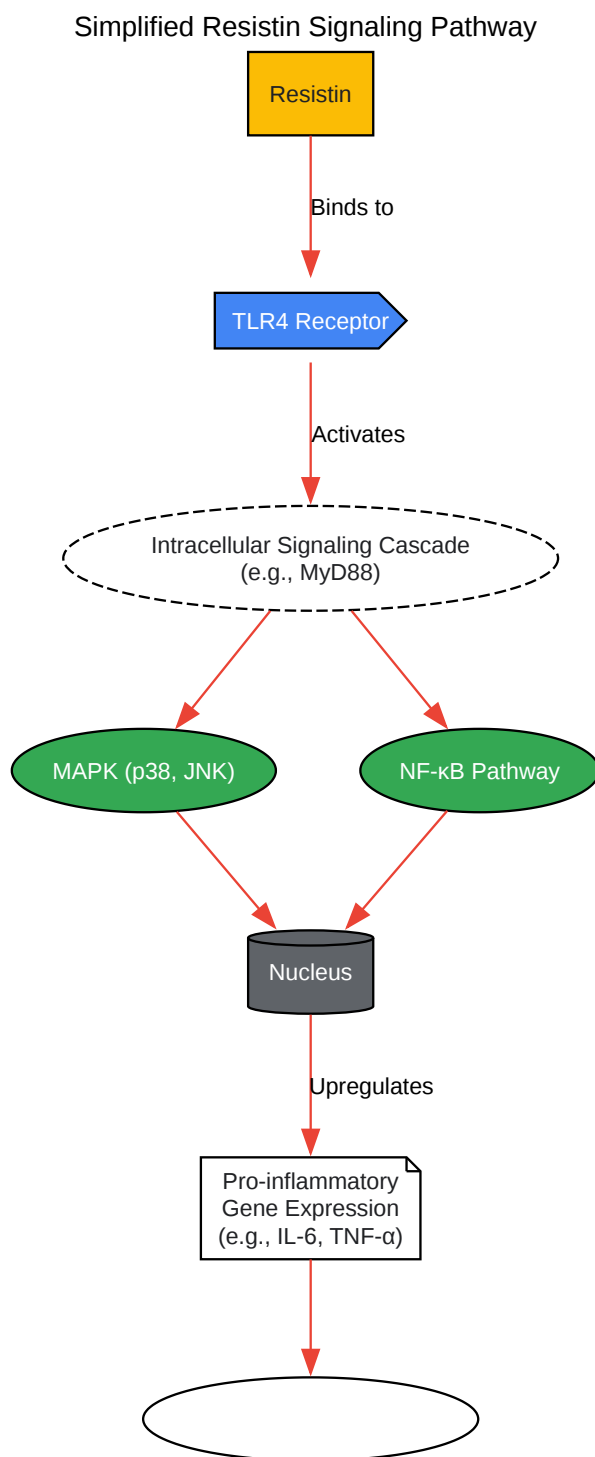 Simplified Resistin Signaling Pathway
Resistin
Binds to
TLR4 Receptor
Activates
Intracellular Signaling Cascade
(e.g., MyD88)
MAPK (p38, JNK)
NF-κB Pathway
Nucleus
Upregulates
Pro-inflammatory
Gene Expression
(e.g., IL-6, TNF-α)